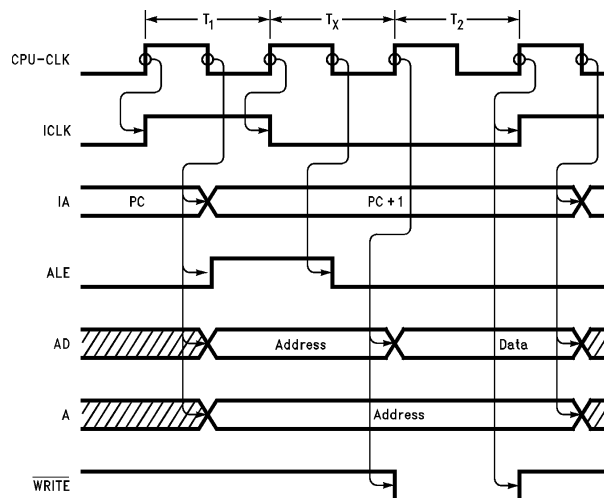 T1 TX T2
CPU-CLK
ICLK
IA PC PC + 1
ALE
AD Address Data
A Address
WRITE